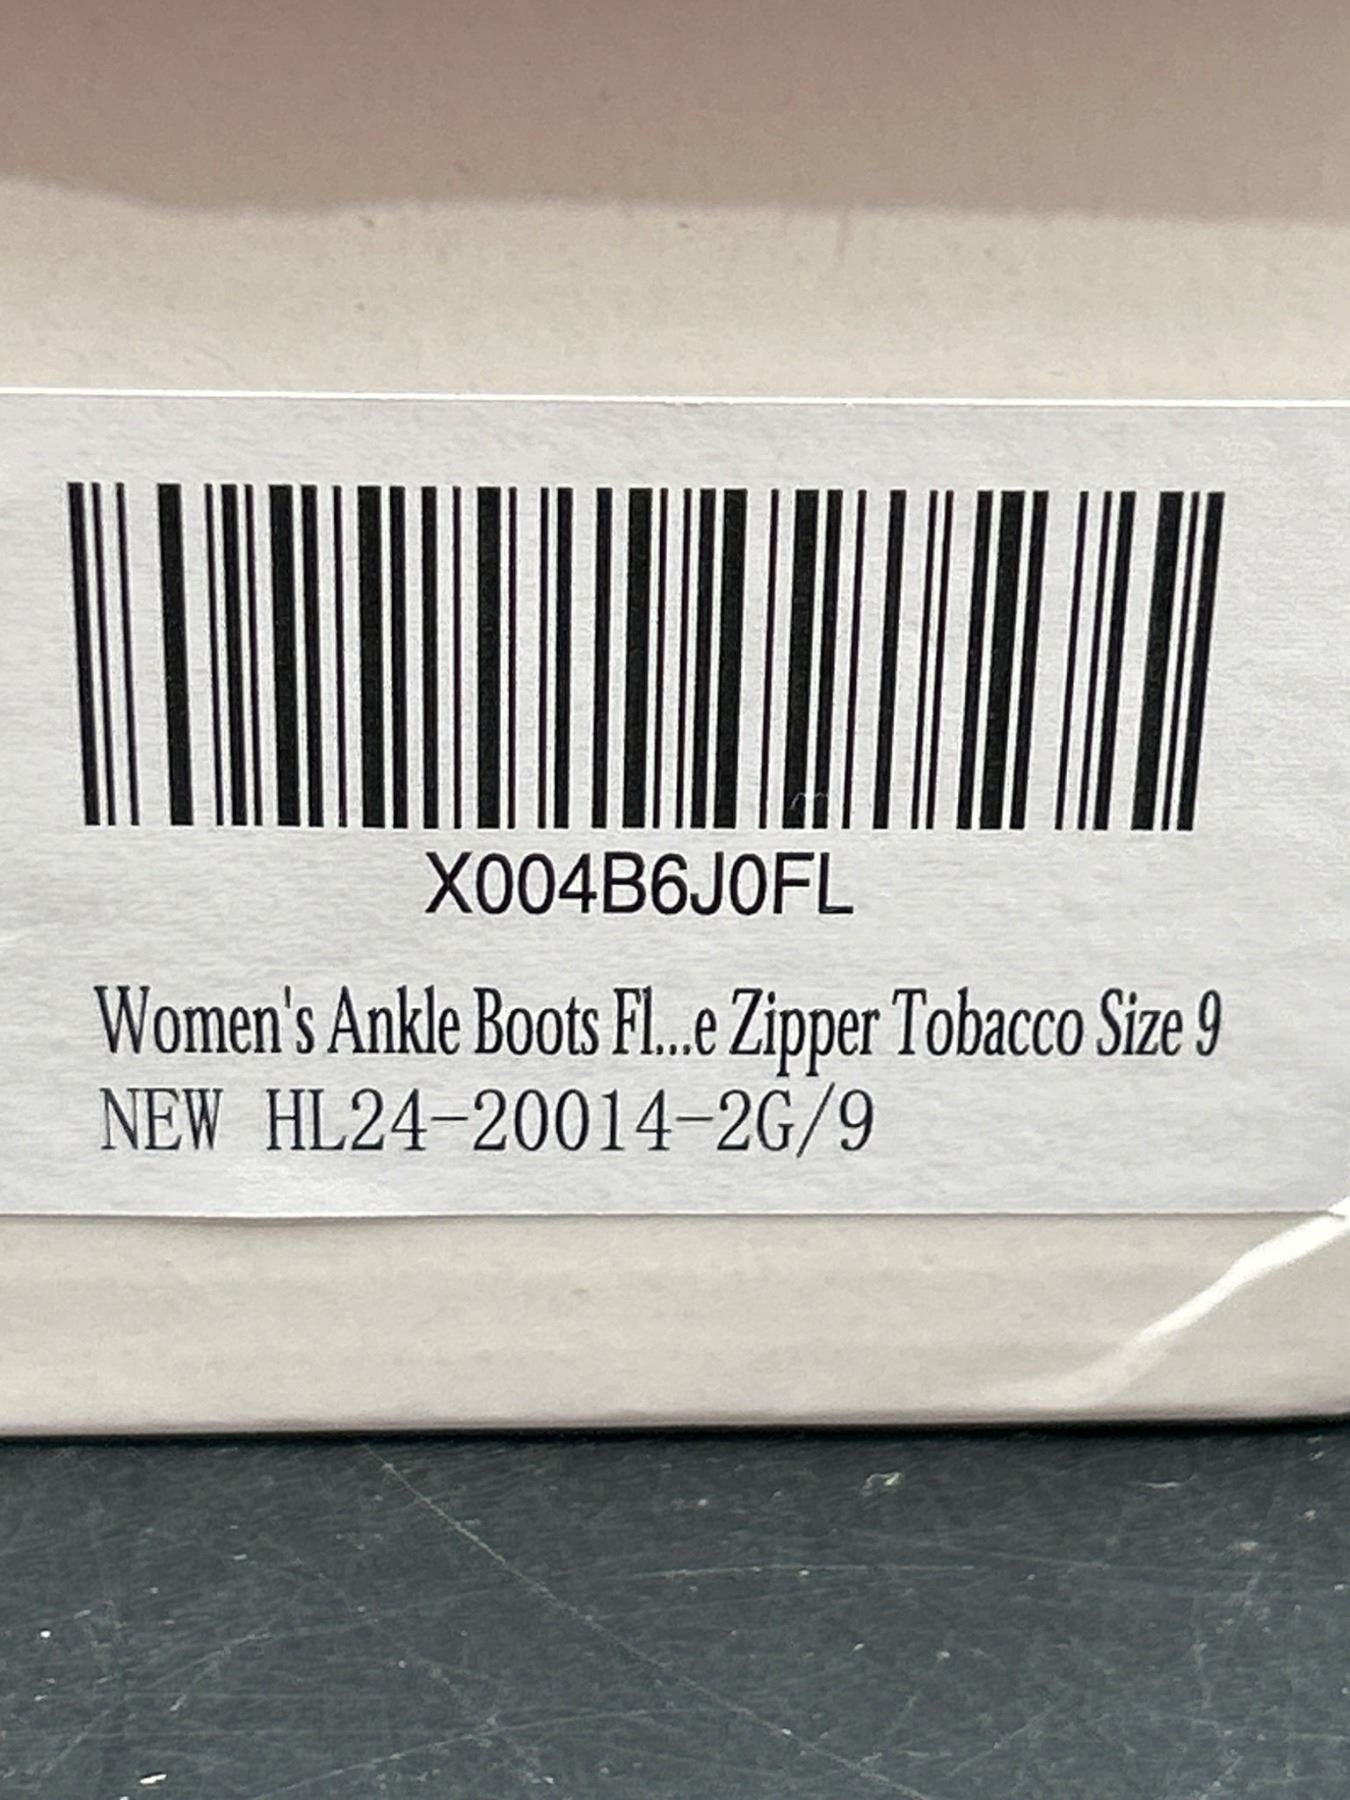 X004B6J0FL
Women's Ankle Boots Fl...e Zipper Tobacco Size 9
NEW HL24-20014-2G/9